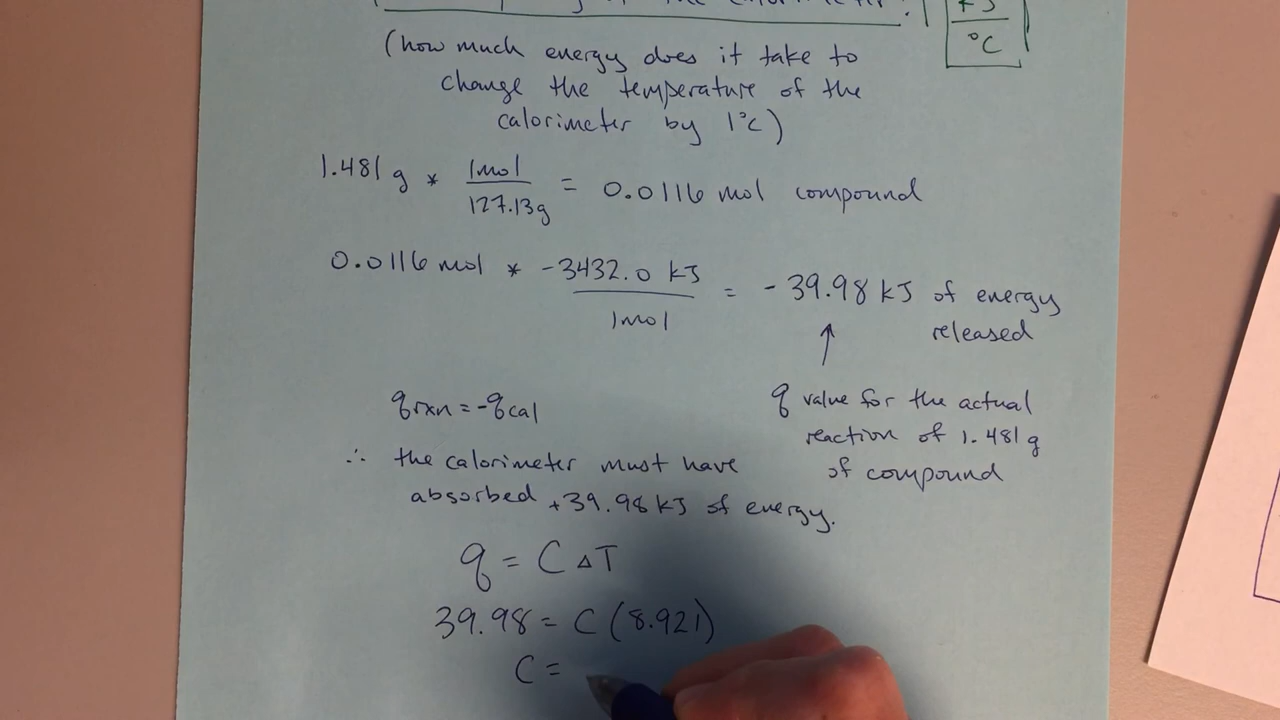 the calorimeter.
kJ
°C
(how much energy does it take to
change the temperature of the
calorimeter by 1°C)
1.481 g * 1mol / 127.13g = 0.0116 mol compound
0.0116 mol * -3432.0 kJ / 1mol = - 39.98 kJ of energy
released
q value for the actual
reaction of 1.481 g
of compound
qrxn = -qcal
∴ the calorimeter must have
absorbed +39.98 kJ of energy.
q = C ΔT
39.98 = C (8.921)
C =